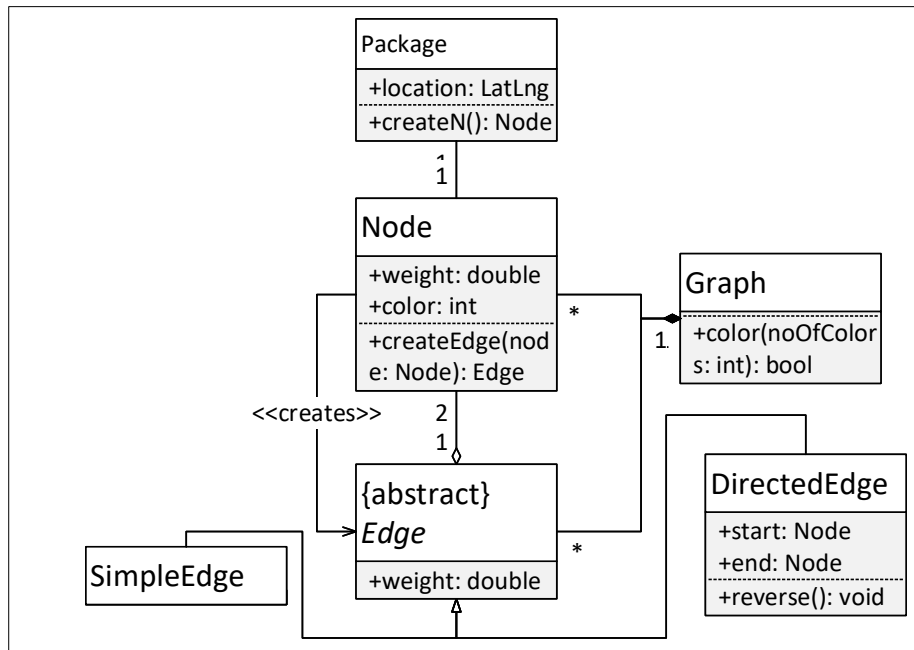 Package
+location: LatLng
+createN(): Node
1
1
Node
+weight: double
+color: int
+createEdge(nod
e: Node): Edge
*
1
Graph
+color(noOfColor
s: int): bool
<<creates>>
2
1
{abstract}
Edge
+weight: double
*
SimpleEdge
DirectedEdge
+start: Node
+end: Node
+reverse(): void